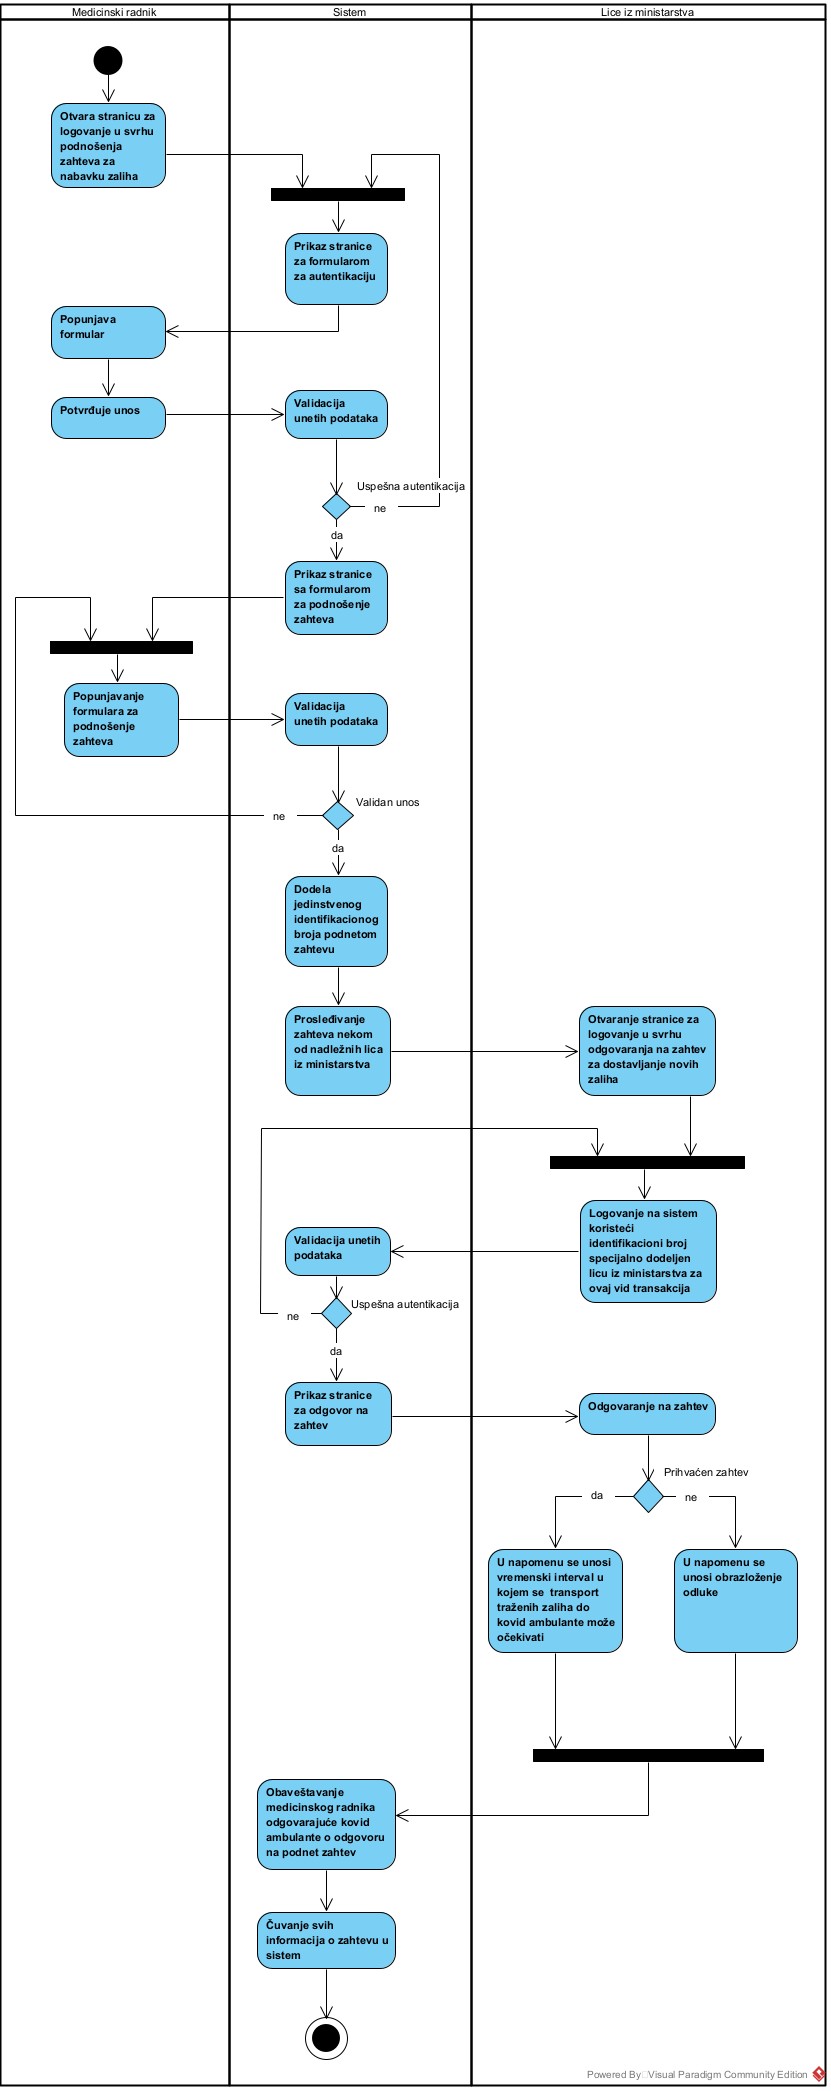 Medicinski radnik
Sistem
Lice iz ministarstva
Otvara stranicu za
logovanje u svrhu
podnošenja
zahteva za
nabavku zaliha
Prikaz stranice
za formularom
za autentikaciju
Popunjava
formular
Potvrđuje unos
Validacija
unetih podataka
Uspešna autentikacija
ne
da
Prikaz stranice
sa formularom
za podnošenje
zahteva
Popunjavanje
formulara za
podnošenje
zahteva
Validacija
unetih podataka
Validan unos
ne
da
Dodela
jedinstvenog
identifikacionog
broja podnetom
zahtevu
Prosleđivanje
zahteva nekom
od nadležnih lica
iz ministarstva
Otvaranje stranice za
logovanje u svrhu
odgovaranja na zahtev
za dostavljanje novih
zaliha
Logovanje na sistem
koristeći
identifikacioni broj
specijalno dodeljen
licu iz ministarstva za
ovaj vid transakcija
Validacija unetih
podataka
Uspešna autentikacija
ne
da
Prikaz stranice
za odgovor na
zahtev
Odgovaranje na zahtev
Prihvaćen zahtev
da
ne
U napomenu se unosi
vremenski interval u
kojem se transport
traženih zaliha do
kovid ambulante može
očekivati
U napomenu se
unosi obrazloženje
odluke
Obaveštavanje
medicinskog radnika
odgovarajuće kovid
ambulante o odgovoru
na podnet zahtev
Čuvanje svih
informacija o zahtevu u
sistem
Powered By Visual Paradigm Community Edition